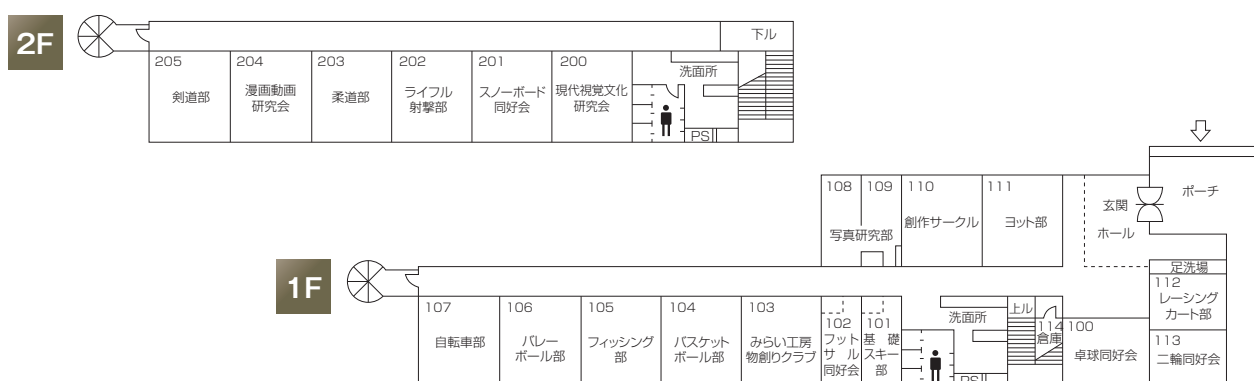 2F
下ル
205
剣道部
204
漫画動画
研究会
203
柔道部
202
ライフル
射撃部
201
スノーボード
同好会
200
現代視覚文化
研究会
洗面所
PS
1F
108
109
写真研究部
110
創作サークル
111
ヨット部
玄関
ホール
ポーチ
足洗場
112
レーシング
カート部
113
二輪同好会
107
自転車部
106
バレー
ボール部
105
フィッシング
部
104
バスケット
ボール部
103
みらい工房
物創りクラブ
102
フット
サル
同好会
101
基礎
スキー
部
洗面所
PS
上ル
114
倉庫
100
卓球同好会